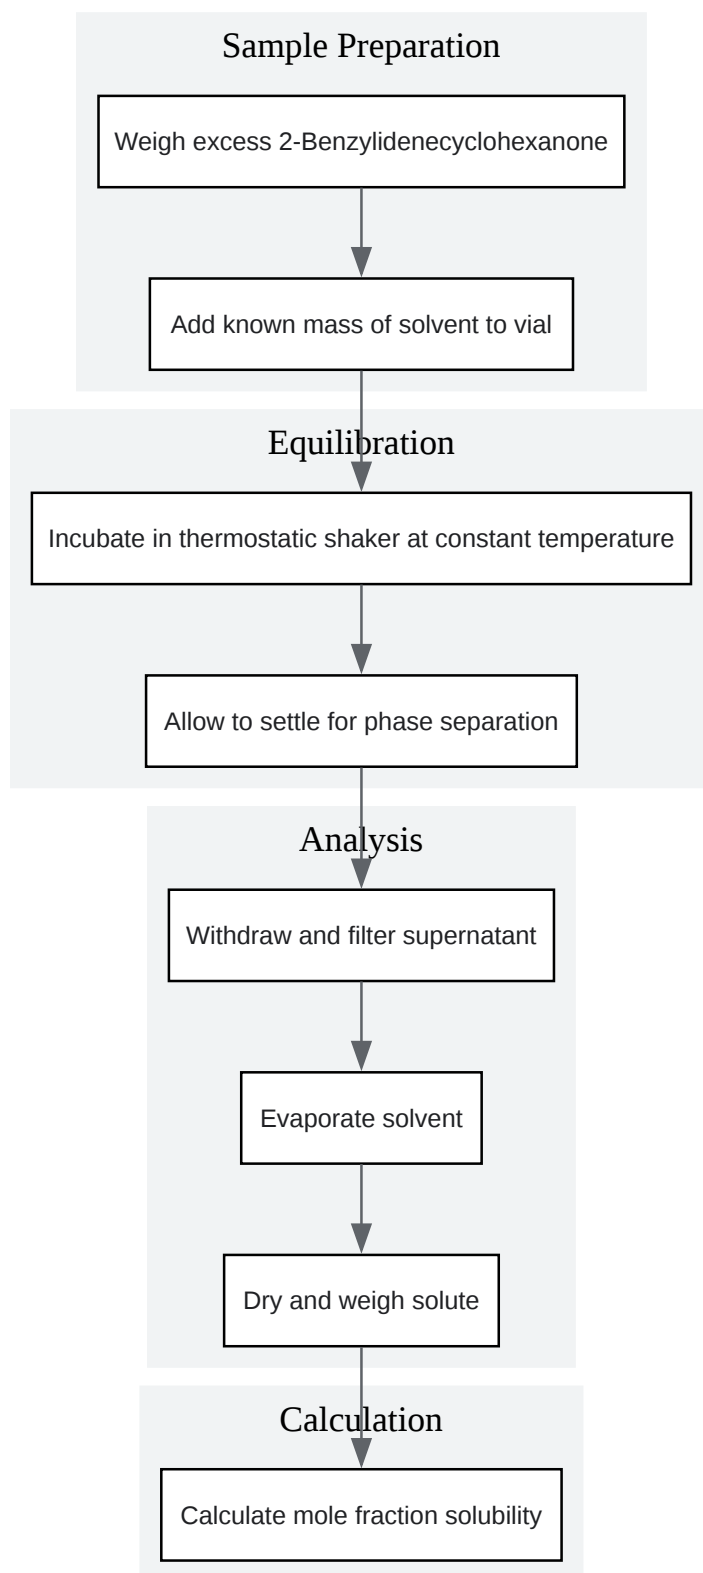 Sample Preparation
Weigh excess 2-Benzylidenecyclohexanone
Add known mass of solvent to vial
Equilibration
Incubate in thermostatic shaker at constant temperature
Allow to settle for phase separation
Analysis
Withdraw and filter supernatant
Evaporate solvent
Dry and weigh solute
Calculation
Calculate mole fraction solubility